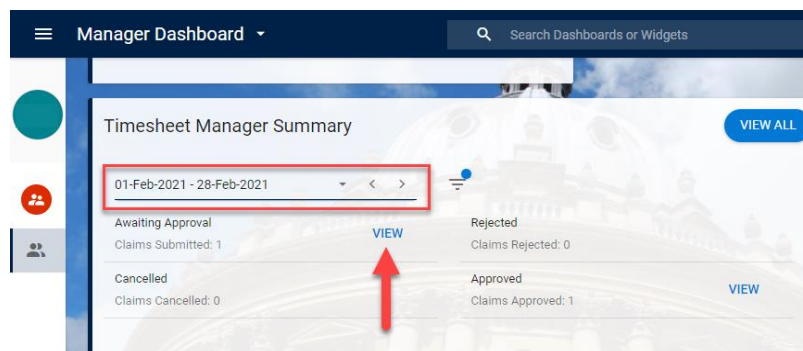 Manager Dashboard
Search Dashboards or Widgets
Timesheet Manager Summary
VIEW ALL
01-Feb-2021 - 28-Feb-2021
Awaiting Approval
Claims Submitted: 1
VIEW
Rejected
Claims Rejected: 0
Cancelled
Claims Cancelled: 0
Approved
Claims Approved: 1
VIEW